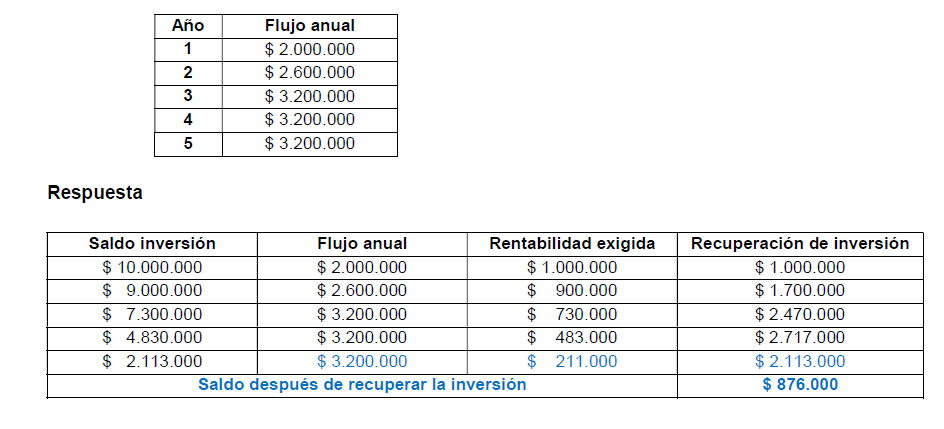 Año Flujo anual
1 $ 2.000.000
2 $ 2.600.000
3 $ 3.200.000
4 $ 3.200.000
5 $ 3.200.000
Respuesta
Saldo inversión Flujo anual Rentabilidad exigida Recuperación de inversión
$ 10.000.000 $ 2.000.000 $ 1.000.000 $ 1.000.000
$ 9.000.000 $ 2.600.000 $ 900.000 $ 1.700.000
$ 7.300.000 $ 3.200.000 $ 730.000 $ 2.470.000
$ 4.830.000 $ 3.200.000 $ 483.000 $ 2.717.000
$ 2.113.000 $ 3.200.000 $ 211.000 $ 2.113.000
Saldo después de recuperar la inversión $ 876.000